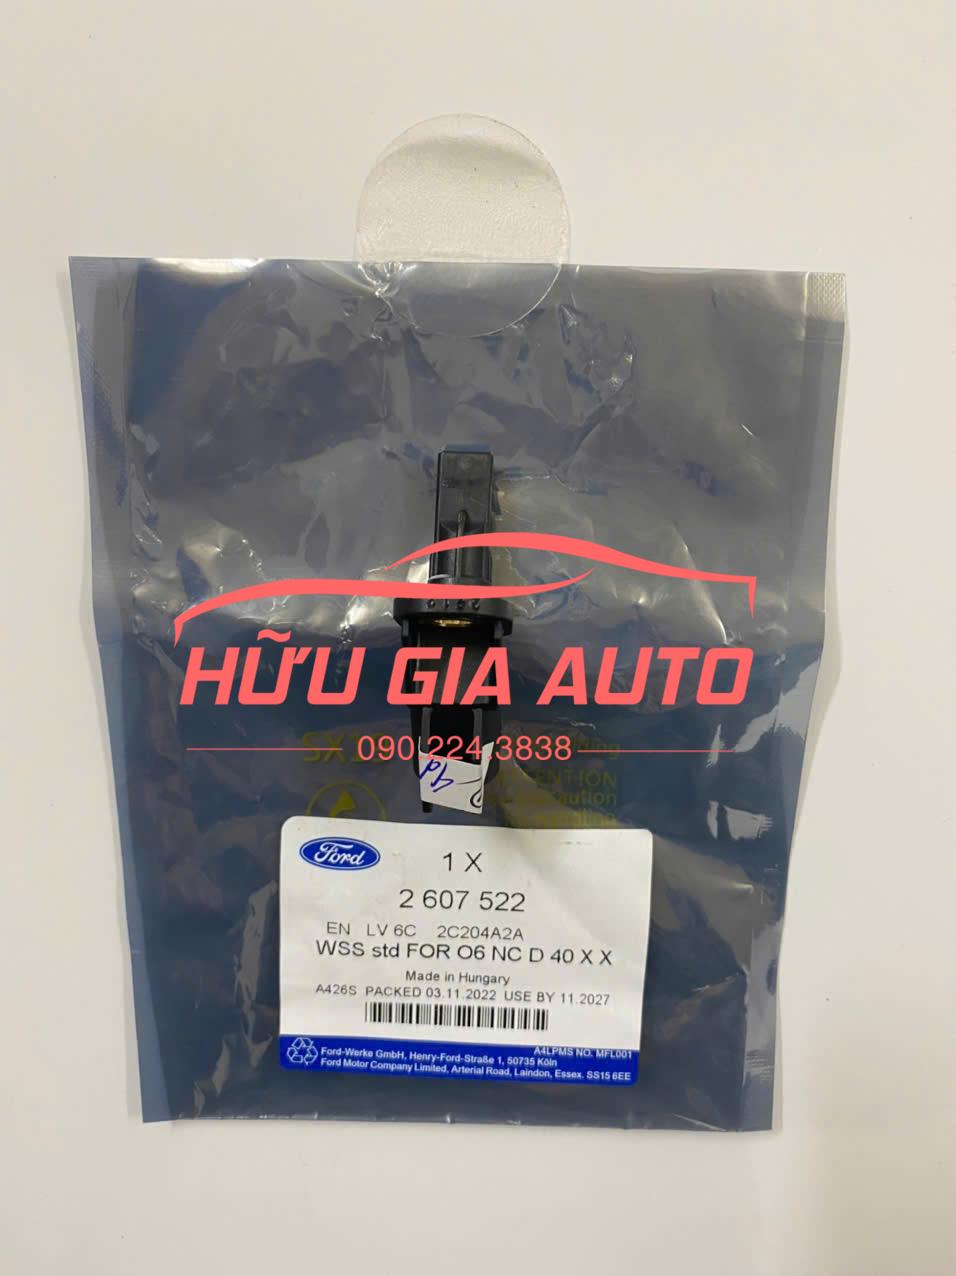 HỮU GIA AUTO
090.224.3838
Ford
1 X
2 607 522
EN LV 6C 2C204A2A
WSS std FOR O6 NC D 40 X X
Made in Hungary
A426S PACKED 03.11.2022 USE BY 11.2027
A4LPMS NO. MFL001
Ford-Werke GmbH, Henry-Ford-Straße 1, 50735 Köln
Ford Motor Company Limited, Arterial Road, Laindon, Essex. SS15 6EE